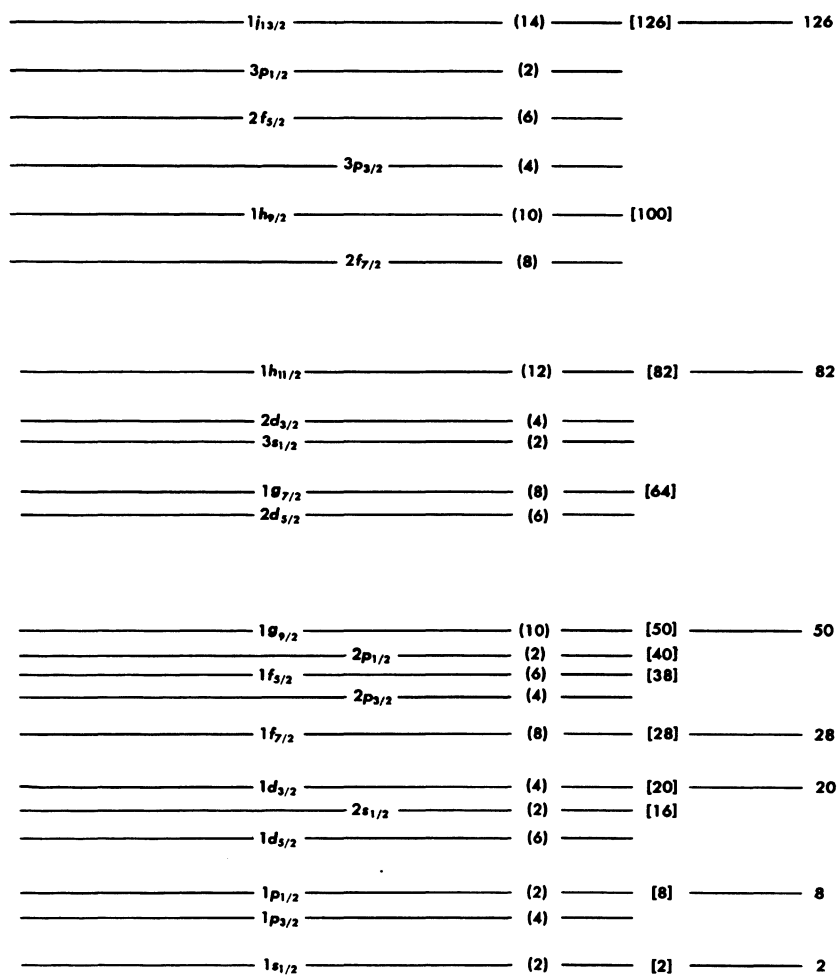 1j₁₃/₂ (14) [126] 126
3p₁/₂ (2)
2f₅/₂ (6)
3p₃/₂ (4)
1h₉/₂ (10) [100]
2f₇/₂ (8)
1h₁₁/₂ (12) [82] 82
2d₃/₂ (4)
3s₁/₂ (2)
1g₇/₂ (8) [64]
2d₅/₂ (6)
1g₉/₂ (10) [50] 50
2p₁/₂ (2) [40]
1f₅/₂ (6) [38]
2p₃/₂ (4)
1f₇/₂ (8) [28] 28
1d₃/₂ (4) [20] 20
2s₁/₂ (2) [16]
1d₅/₂ (6)
1p₁/₂ (2) [8] 8
1p₃/₂ (4)
1s₁/₂ (2) [2] 2